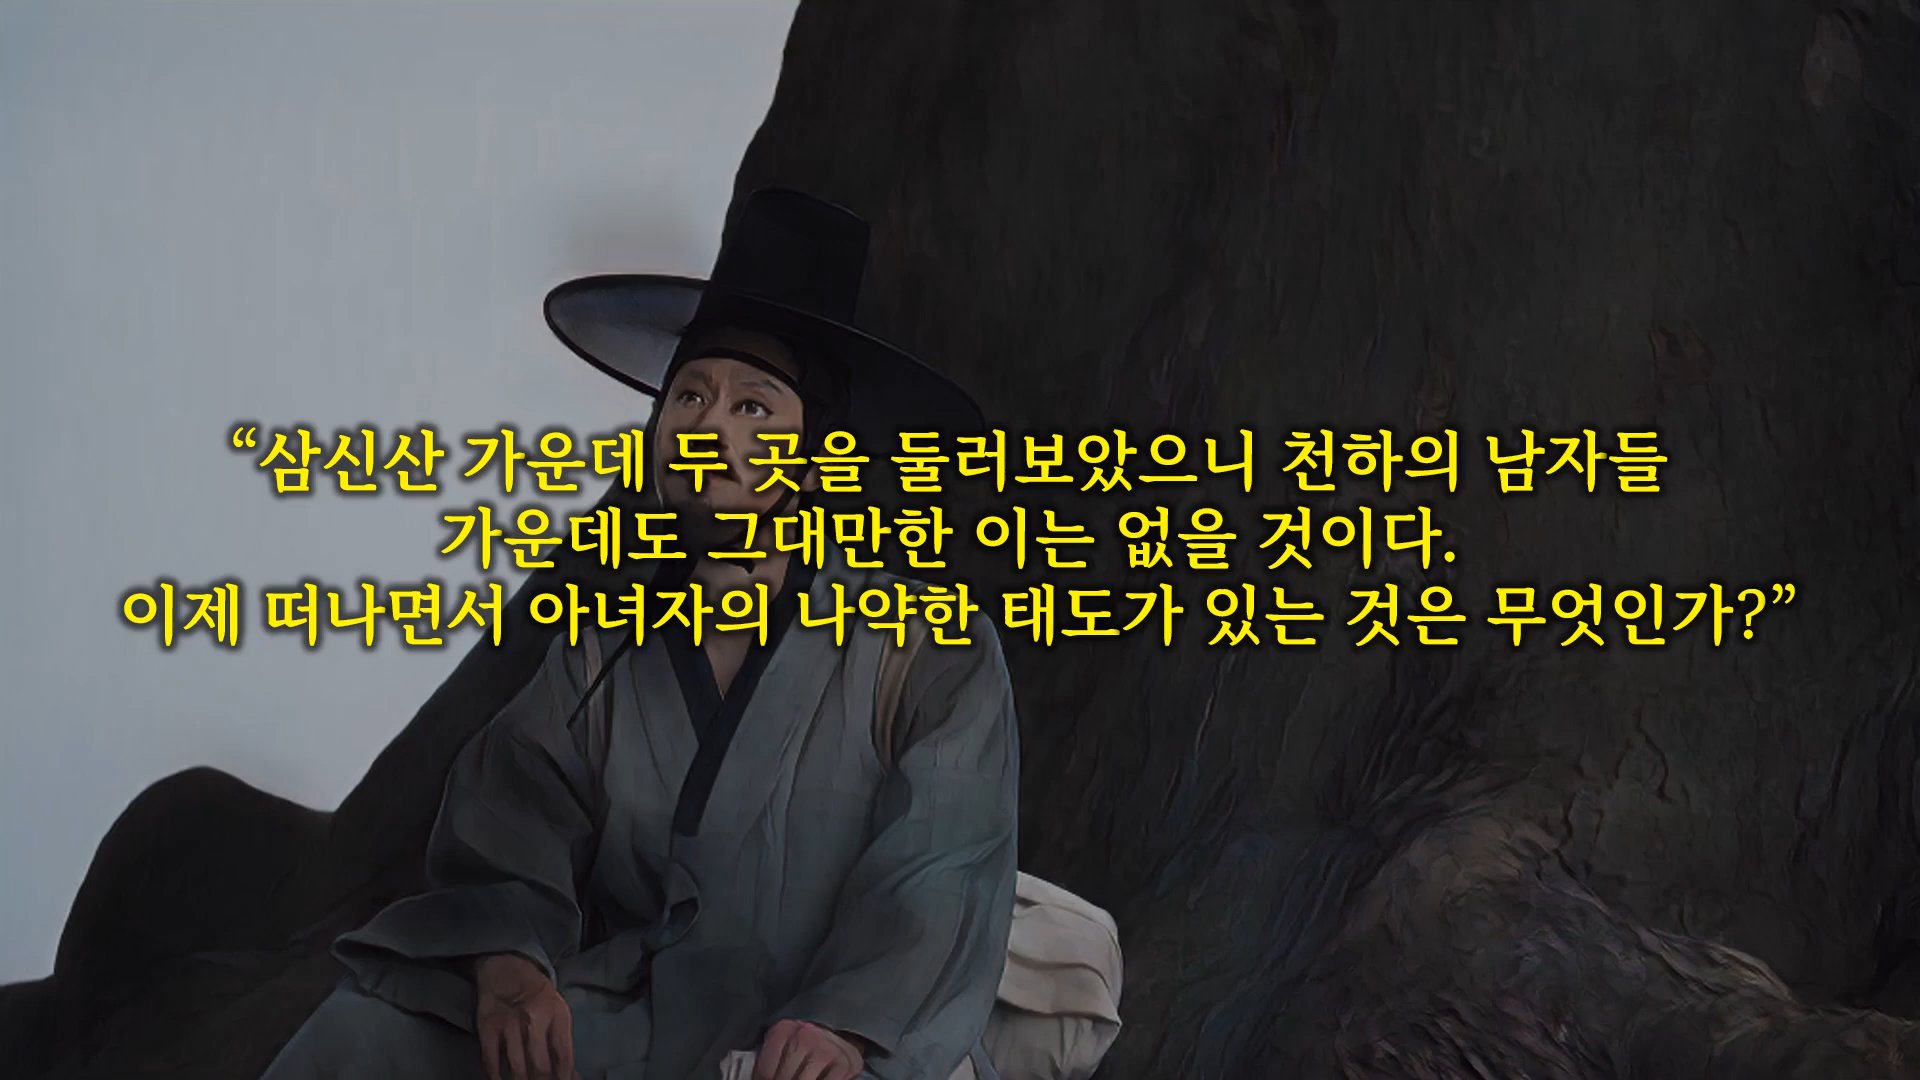 “삼신산 가운데 두 곳을 둘러보았으니 천하의 남자들
가운데도 그대만한 이는 없을 것이다.
이제 떠나면서 아녀자의 나약한 태도가 있는 것은 무엇인가?”